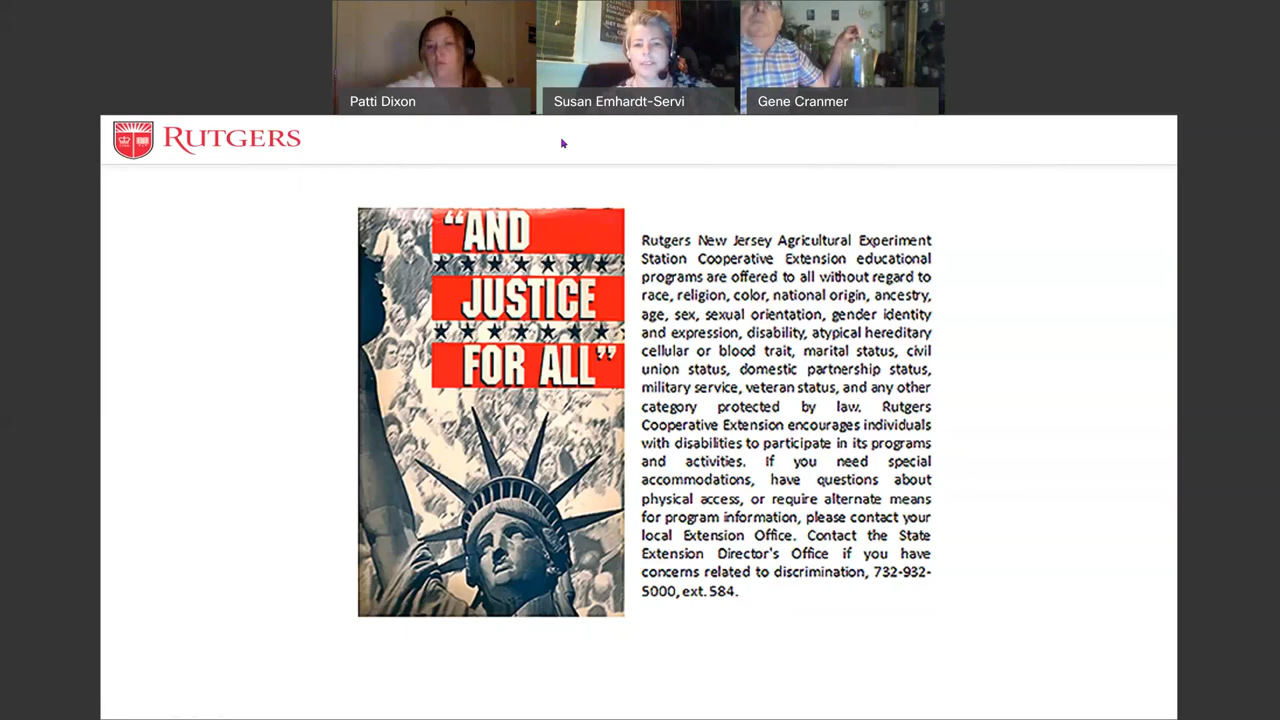 Patti Dixon
Susan Emhardt-Servi
Gene Cranmer
RUTGERS
“AND
JUSTICE
FOR ALL”
Rutgers New Jersey Agricultural Experiment
Station Cooperative Extension educational
programs are offered to all without regard to
race, religion, color, national origin, ancestry,
age, sex, sexual orientation, gender identity
and expression, disability, atypical hereditary
cellular or blood trait, marital status, civil
union status, domestic partnership status,
military service, veteran status, and any other
category protected by law. Rutgers
Cooperative Extension encourages individuals
with disabilities to participate in its programs
and activities. If you need special
accommodations, have questions about
physical access, or require alternate means
for program information, please contact your
local Extension Office. Contact the State
Extension Director's Office if you have
concerns related to discrimination, 732-932-
5000, ext. 584.